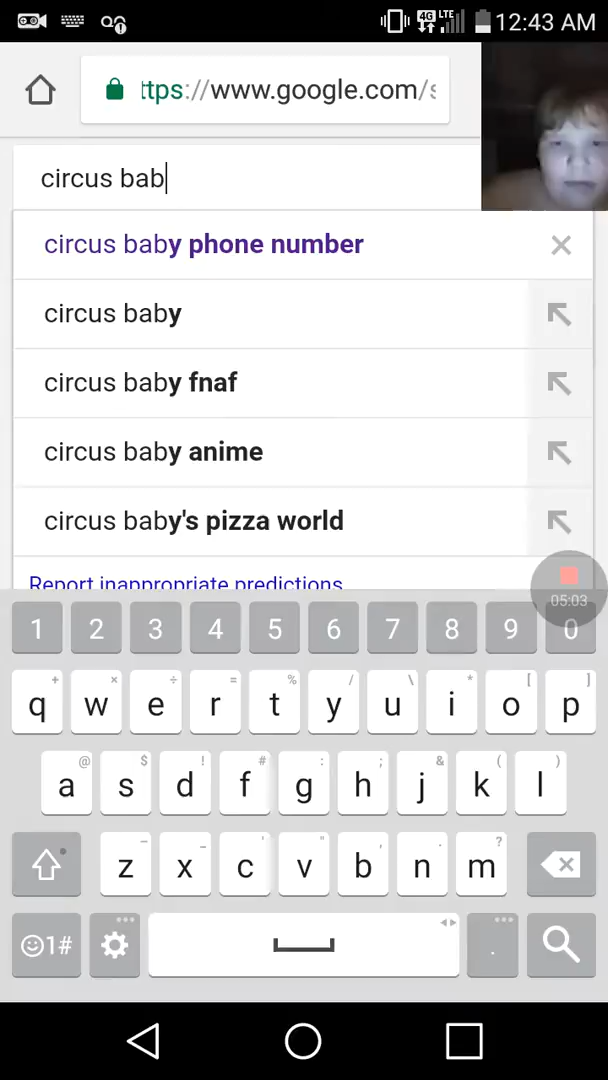 4G LTE 12:43 AM
ttps://www.google.com/s
circus bab
circus baby phone number
circus baby
circus baby fnaf
circus baby anime
circus baby's pizza world
Report inappropriate predictions
05:03
1 2 3 4 5 6 7 8 9 0
+ × ÷ = % / \ * [ ]
q w e r t y u i o p
@ $ ! # : ; & ( )
a s d f g h j k l
– _ ' " , . ?
z x c v b n m
1# .